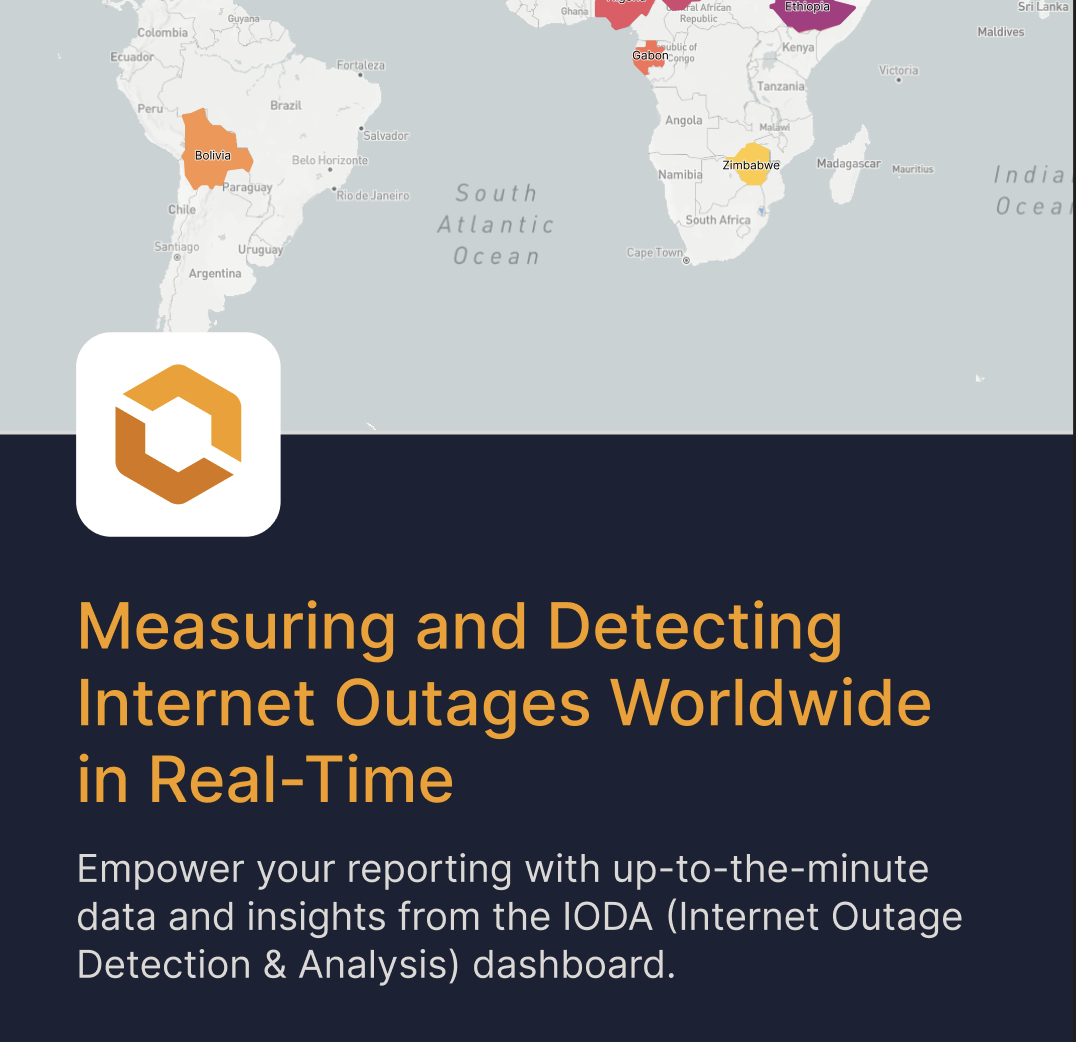 Ethiopia
Sri Lanka
Guyana
Ghana
Central African
Republic
Colombia
Maldives
Kenya
Ecuador
Gabon
Congo
Fortaleza
Victoria
Tanzania
Peru
Brazil
Angola
Malawi
Salvador
Bolivia
Belo Horizonte
Zimbabwe
Madagascar
Mauritius
Namibia
Paraguay
Rio de Janeiro
South
Atlantic
Ocean
Chile
South Africa
Santiago
Uruguay
Cape Town
Argentina
Measuring and Detecting
Internet Outages Worldwide
in Real-Time
Empower your reporting with up-to-the-minute
data and insights from the IODA (Internet Outage
Detection & Analysis) dashboard.